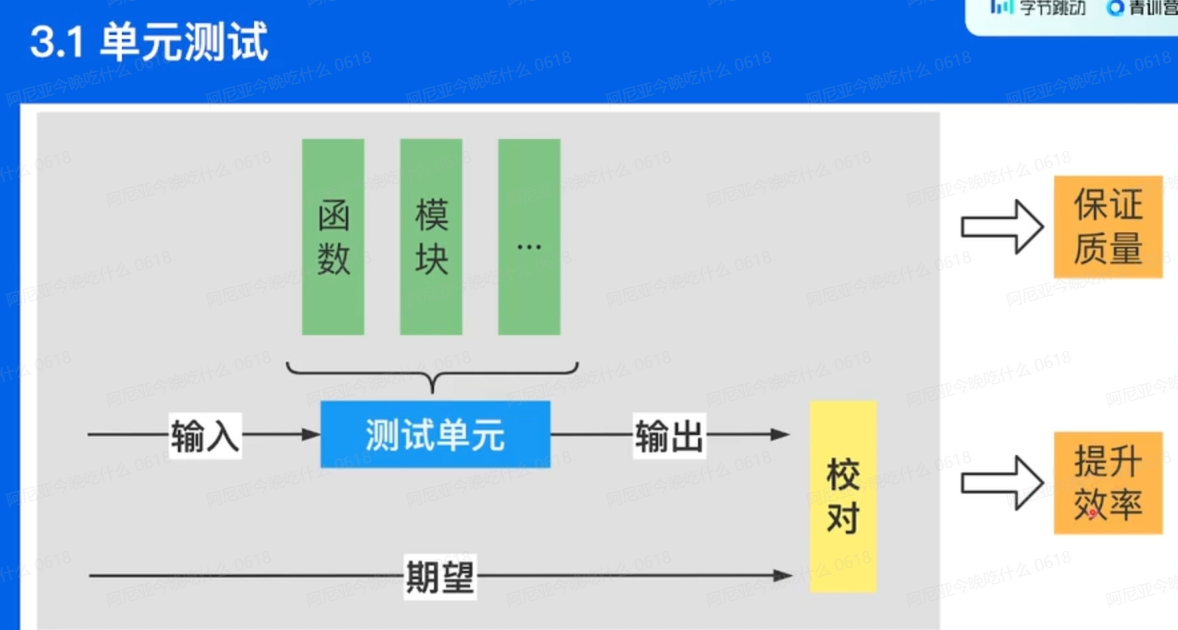 字节跳动 青训营
3.1 单元测试
函
数
模
块
...
保证
质量
输入
测试单元
输出
校
对
提升
效率
期望
阿尼亚今晚吃什么 0618